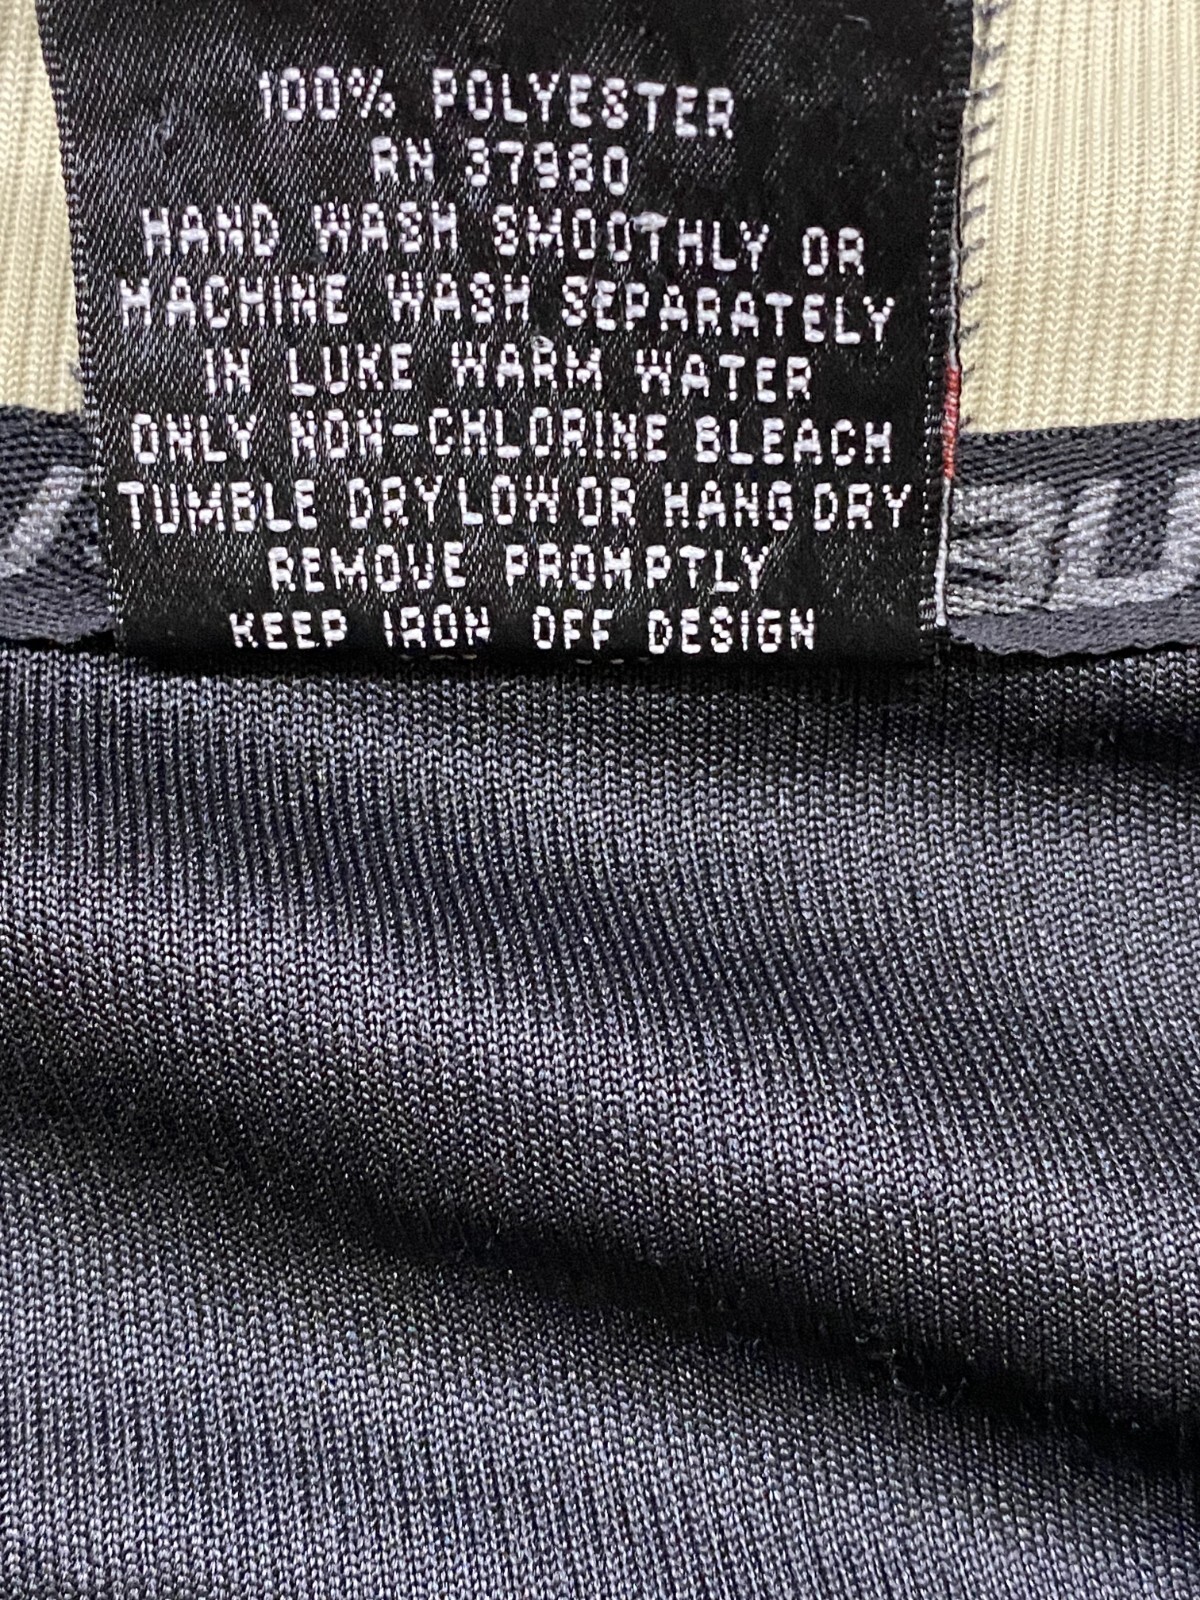 100% POLYESTER
RN 37980
HAND WASH SMOOTHLY OR
MACHINE WASH SEPARATELY
IN LUKE WARM WATER
ONLY NON-CHLORINE BLEACH
TUMBLE DRY LOW OR HANG DRY
REMOVE PROMPTLY
KEEP IRON OFF DESIGN